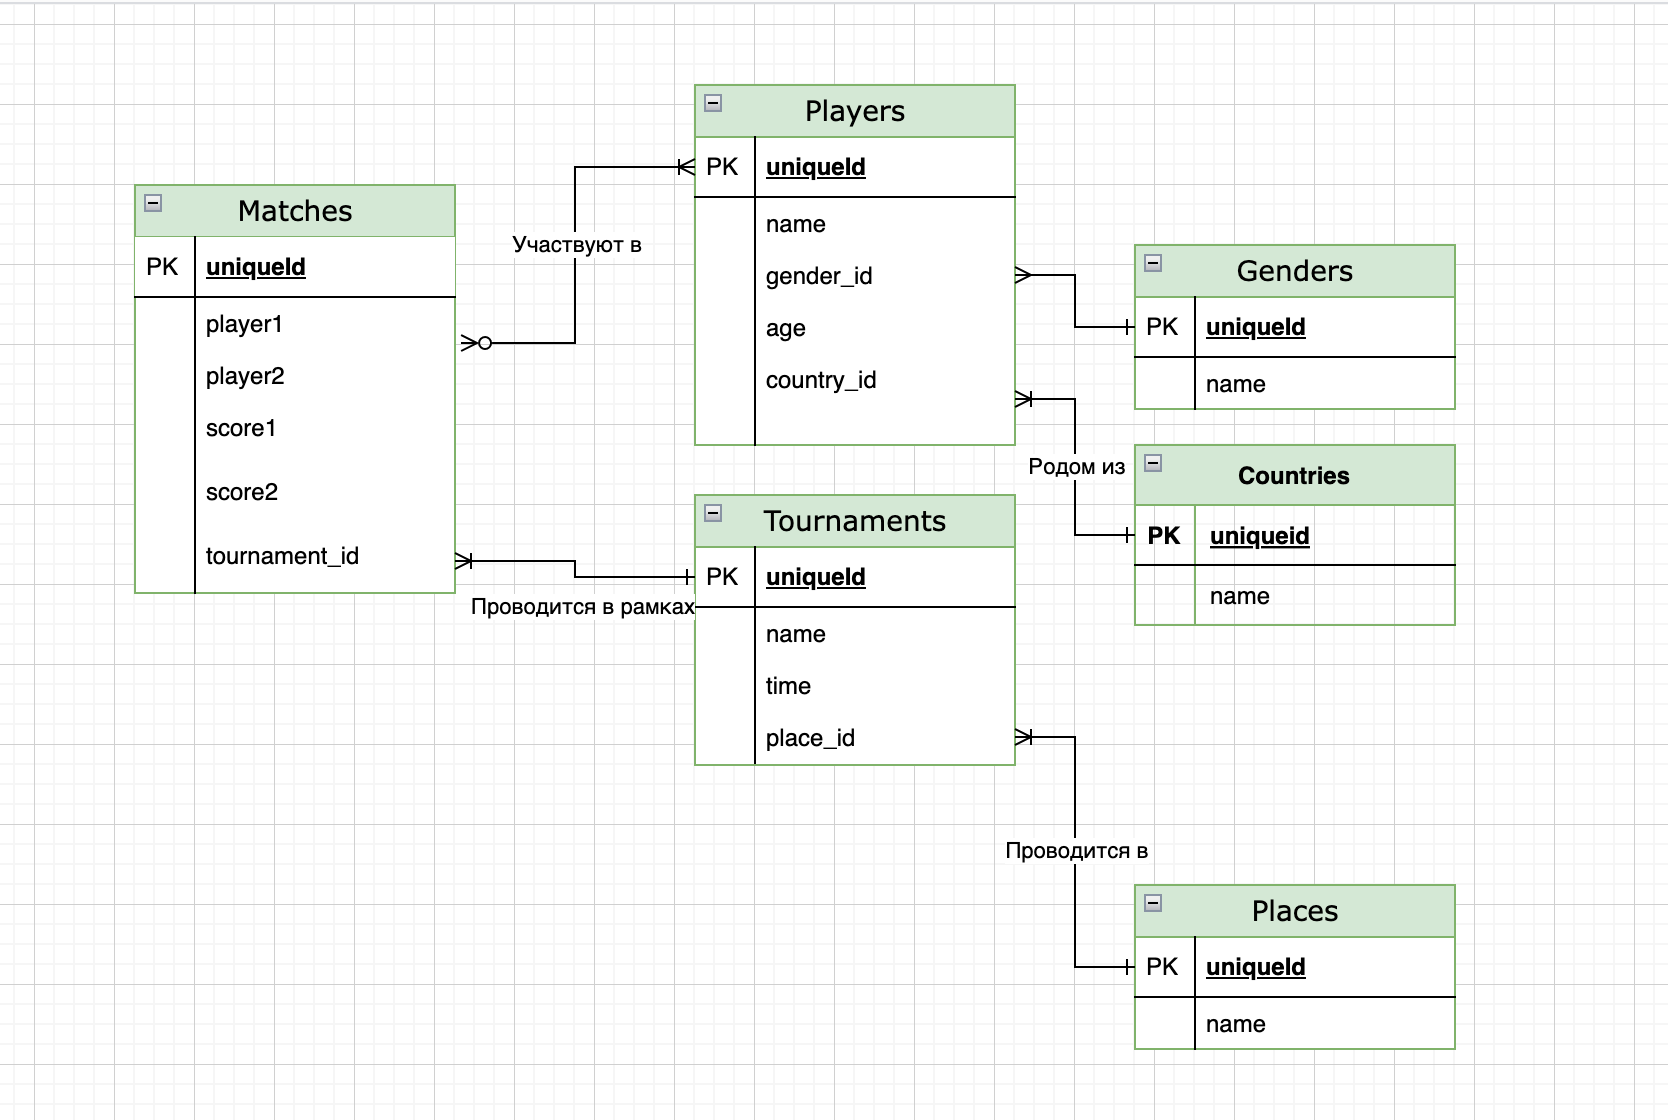 Players
PK uniqueId
name
gender_id
age
country_id
Matches
PK uniqueId
player1
player2
score1
score2
tournament_id
Участвуют в
Genders
PK uniqueId
name
Родом из
Countries
PK uniqueid
name
Tournaments
PK uniqueId
name
time
place_id
Проводится в рамках
Проводится в
Places
PK uniqueId
name